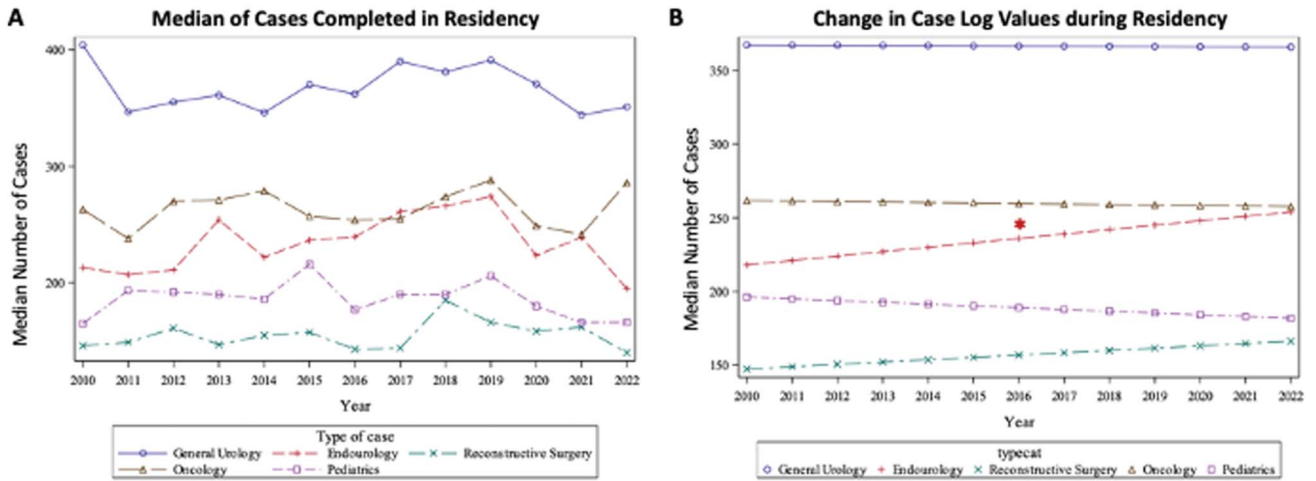 A
Median of Cases Completed in Residency
Median Number of Cases
400
300
200
2010 2011 2012 2013 2014 2015 2016 2017 2018 2019 2020 2021 2022
Year
Type of case
General Urology Endourology Reconstructive Surgery
Oncology Pediatrics
B
Change in Case Log Values during Residency
Median Number of Cases
350
300
250
200
150
2010 2011 2012 2013 2014 2015 2016 2017 2018 2019 2020 2021 2022
Year
typecat
General Urology Endourology Reconstructive Surgery Oncology Pediatrics